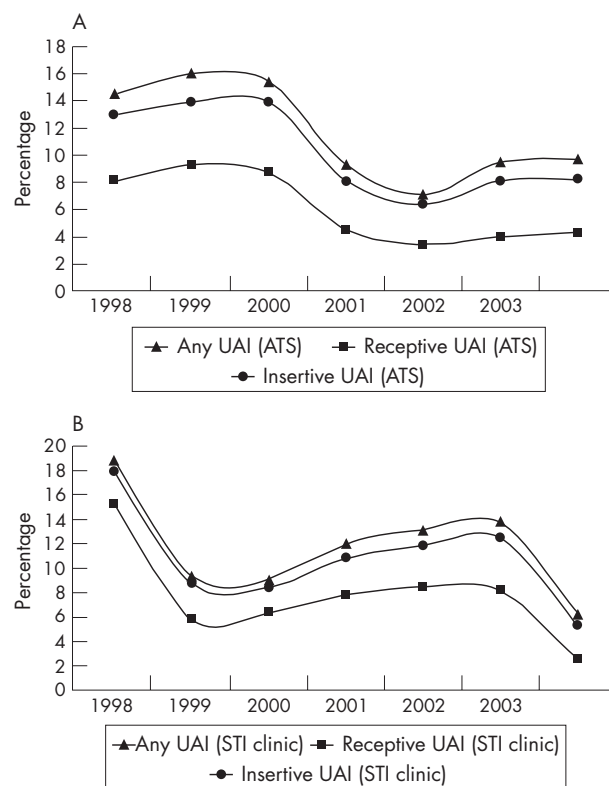 A
18
16
14
12
10
8
6
4
2
0
Percentage
1998 1999 2000 2001 2002 2003
Any UAI (ATS) Receptive UAI (ATS)
Insertive UAI (ATS)
B
20
18
16
14
12
10
8
6
4
2
0
Percentage
1998 1999 2000 2001 2002 2003
Any UAI (STI clinic) Receptive UAI (STI clinic)
Insertive UAI (STI clinic)